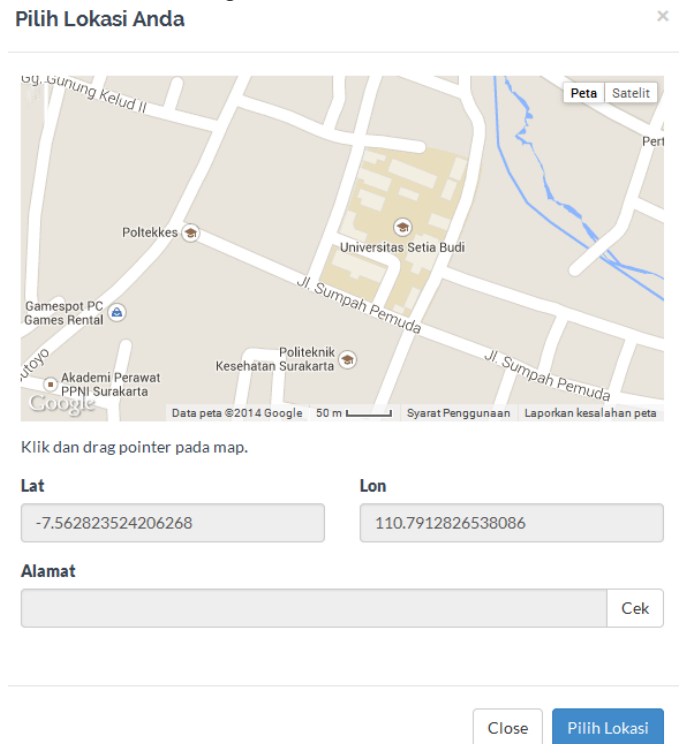 Pilih Lokasi Anda
×
Gg. Gunung Kelud II
Peta
Satelit
Pert
Poltekkes
Universitas Setia Budi
Jl. Sumpah Pemuda
Gamespot PC
Games Rental
Politeknik
Kesehatan Surakarta
Jl. Sumpah Pemuda
utoyo
Akademi Perawat
PPNI Surakarta
Google
Data peta ©2014 Google
50 m
Syarat Penggunaan
Laporkan kesalahan peta
Klik dan drag pointer pada map.
Lat
Lon
-7.562823524206268
110.7912826538086
Alamat
Cek
Close
Pilih Lokasi